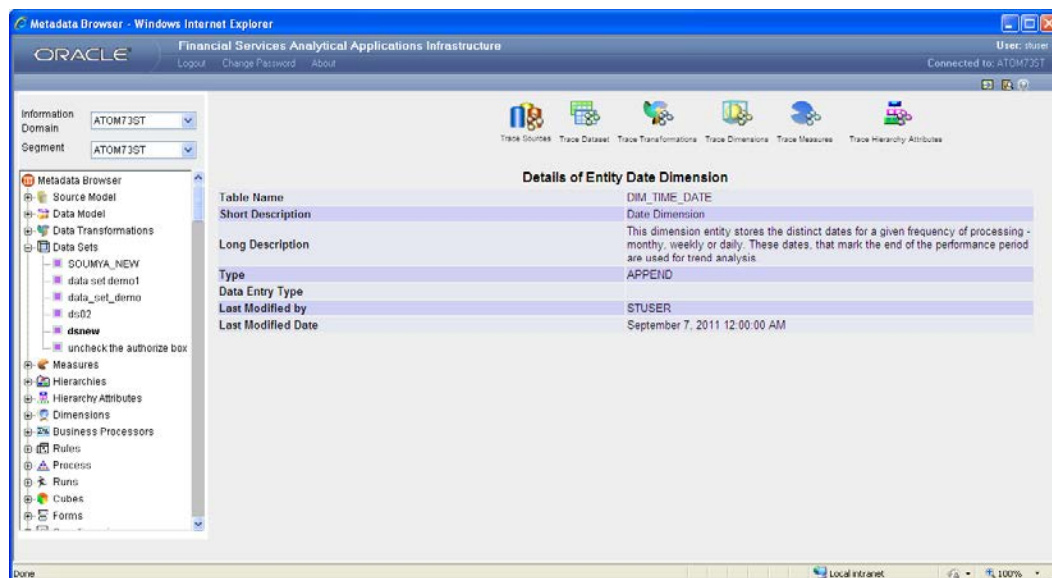 Metadata Browser - Windows Internet Explorer
ORACLE
Financial Services Analytical Applications Infrastructure
User: stuser
Logout Change Password About
Connected to: ATOM73ST
Information Domain
ATOM73ST
Segment
ATOM73ST
Trace Sources Trace Dataset Trace Transformations Trace Dimensions Trace Measures Trace Hierarchy Attributes
Metadata Browser
Source Model
Data Model
Data Transformations
Data Sets
SOUMYA_NEW
data set demo1
data_set_demo
ds02
dsnew
uncheck the authorize box
Measures
Hierarchies
Hierarchy Attributes
Dimensions
Business Processors
Rules
Process
Runs
Cubes
Forms
Details of Entity Date Dimension
Table Name DIM_TIME_DATE
Short Description Date Dimension
Long Description This dimension entity stores the distinct dates for a given frequency of processing -
monthy, weekly or daily. These dates, that mark the end of the performance period
are used for trend analysis.
Type APPEND
Data Entry Type
Last Modified by STUSER
Last Modified Date September 7, 2011 12:00:00 AM
Done
Local intranet
100%